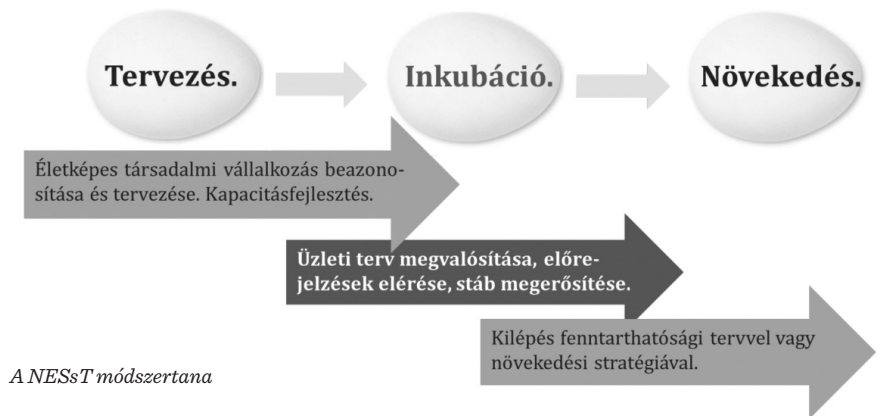 Tervezés.
Inkubáció.
Növekedés.
Életképes társadalmi vállalkozás beazono-
sítása és tervezése. Kapacitásfejlesztés.
Üzleti terv megvalósítása, előre-
jelzések elérése, stáb megerősítése.
Kilépés fenntarthatósági tervvel vagy
növekedési stratégiával.
A NESsT módszertana